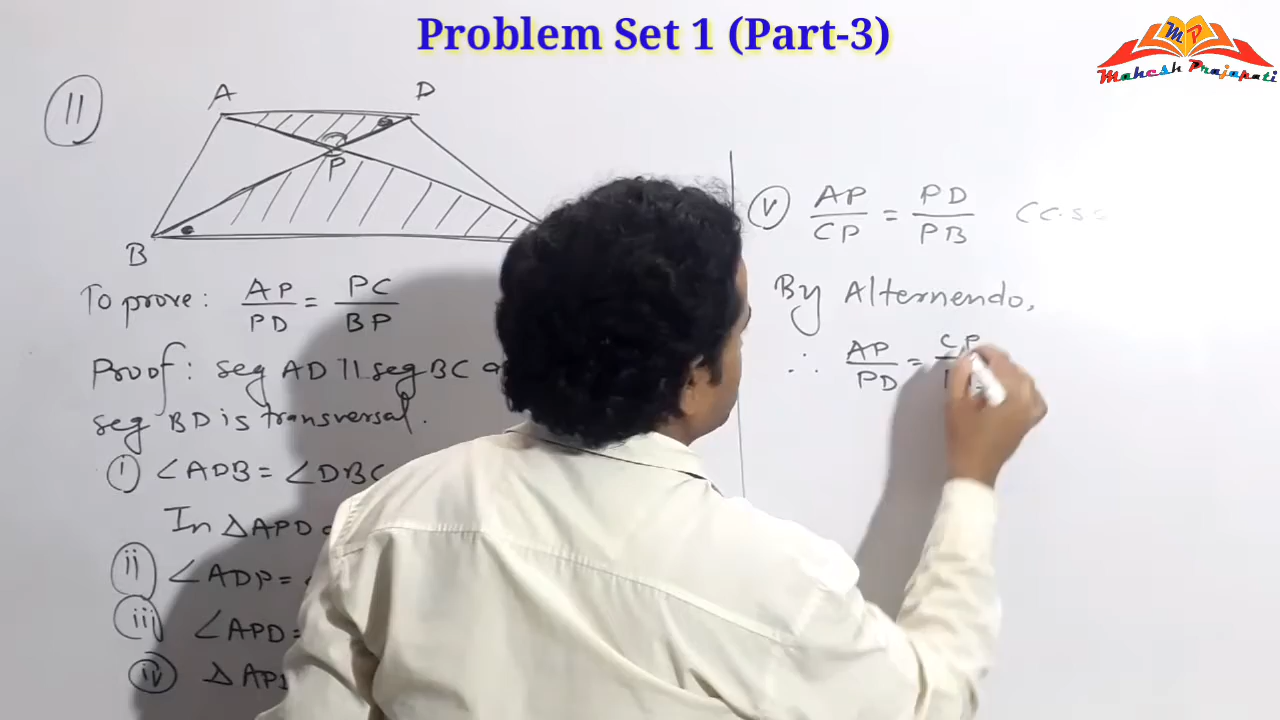 Problem Set 1 (Part-3)
MP
Mahesh Prajapati
11
A
D
P
B
To prove: AP/PD = PC/BP
Proof: seg AD || seg BC
seg BD is transversal.
i ∠ADB = ∠DBC
In △APD
ii ∠ADP =
iii ∠APD =
iv △ AP
v AP/CP = PD/PB (c.s.s
By Alternendo,
∴ AP/PD = CP/